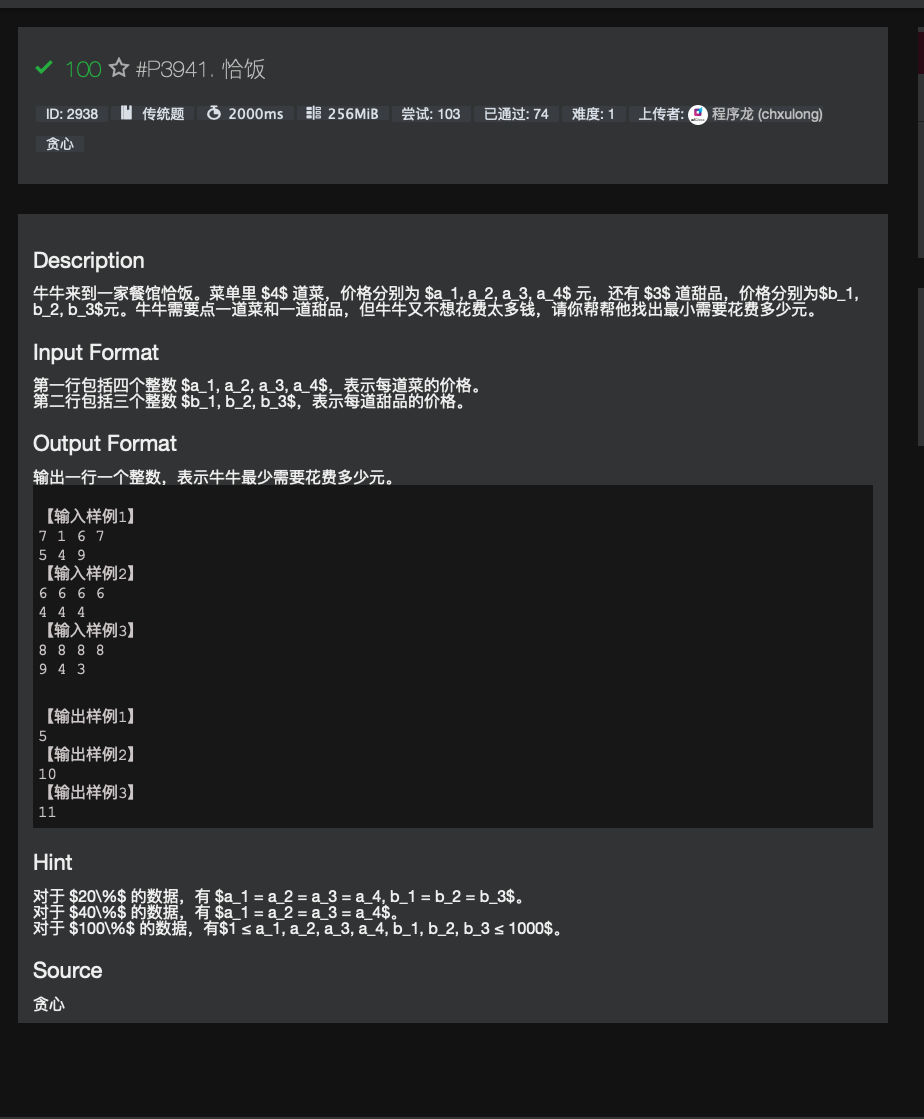 100 #P3941. 恰饭
ID: 2938 传统题 2000ms 256MiB 尝试: 103 已通过: 74 难度: 1 上传者: 程序龙 (chxulong)
贪心
Description
牛牛来到一家餐馆恰饭。菜单里 $4$ 道菜，价格分别为 $a_1, a_2, a_3, a_4$ 元，还有 $3$ 道甜品，价格分别为$b_1,
b_2, b_3$元。牛牛需要点一道菜和一道甜品，但牛牛又不想花费太多钱，请你帮帮他找出最小需要花费多少元。
Input Format
第一行包括四个整数 $a_1, a_2, a_3, a_4$，表示每道菜的价格。
第二行包括三个整数 $b_1, b_2, b_3$，表示每道甜品的价格。
Output Format
输出一行一个整数，表示牛牛最少需要花费多少元。
【输入样例1】
7 1 6 7
5 4 9
【输入样例2】
6 6 6 6
4 4 4
【输入样例3】
8 8 8 8
9 4 3
【输出样例1】
5
【输出样例2】
10
【输出样例3】
11
Hint
对于 $20\%$ 的数据，有 $a_1 = a_2 = a_3 = a_4, b_1 = b_2 = b_3$。
对于 $40\%$ 的数据，有 $a_1 = a_2 = a_3 = a_4$。
对于 $100\%$ 的数据，有$1 ≤ a_1, a_2, a_3, a_4, b_1, b_2, b_3 ≤ 1000$。
Source
贪心